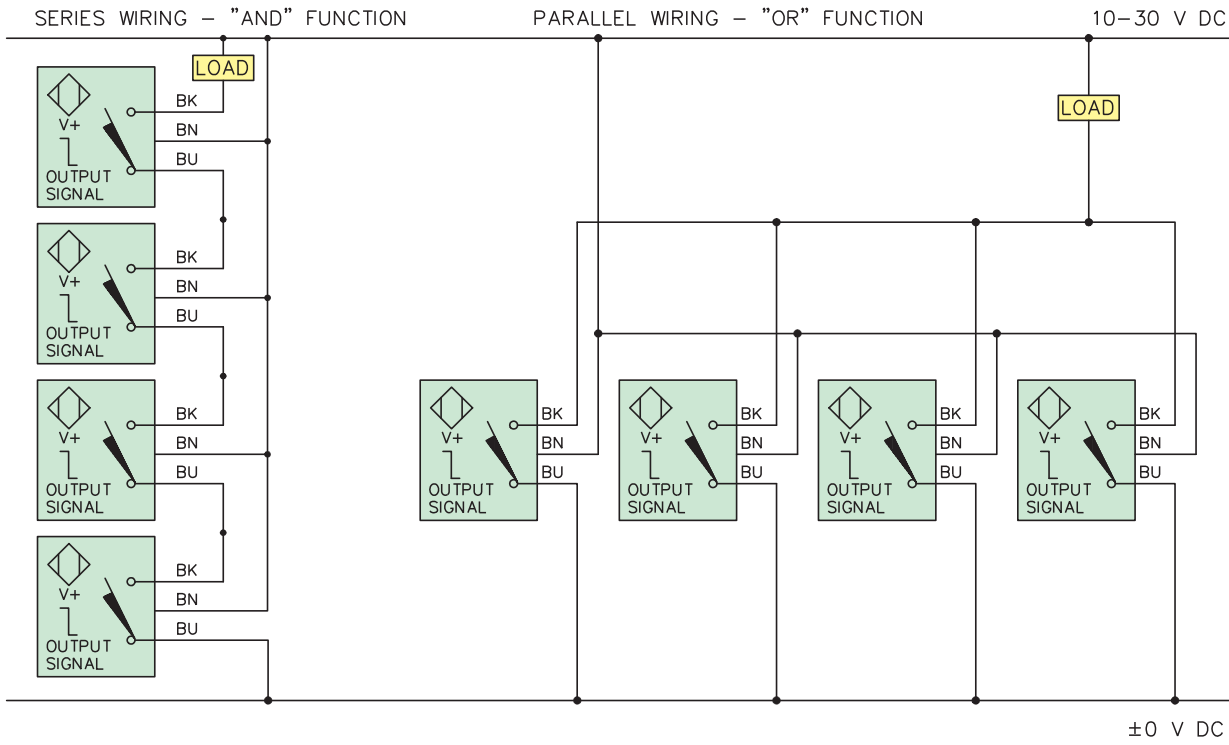 SERIES WIRING – "AND" FUNCTION
PARALLEL WIRING – "OR" FUNCTION
10–30 V DC
LOAD
BK
V+
BN
BU
OUTPUT
SIGNAL
BK
V+
BN
BU
OUTPUT
SIGNAL
BK
V+
BN
BU
OUTPUT
SIGNAL
BK
V+
BN
BU
OUTPUT
SIGNAL
LOAD
BK
V+
BN
BU
OUTPUT
SIGNAL
BK
V+
BN
BU
OUTPUT
SIGNAL
BK
V+
BN
BU
OUTPUT
SIGNAL
BK
V+
BN
BU
OUTPUT
SIGNAL
±0 V DC